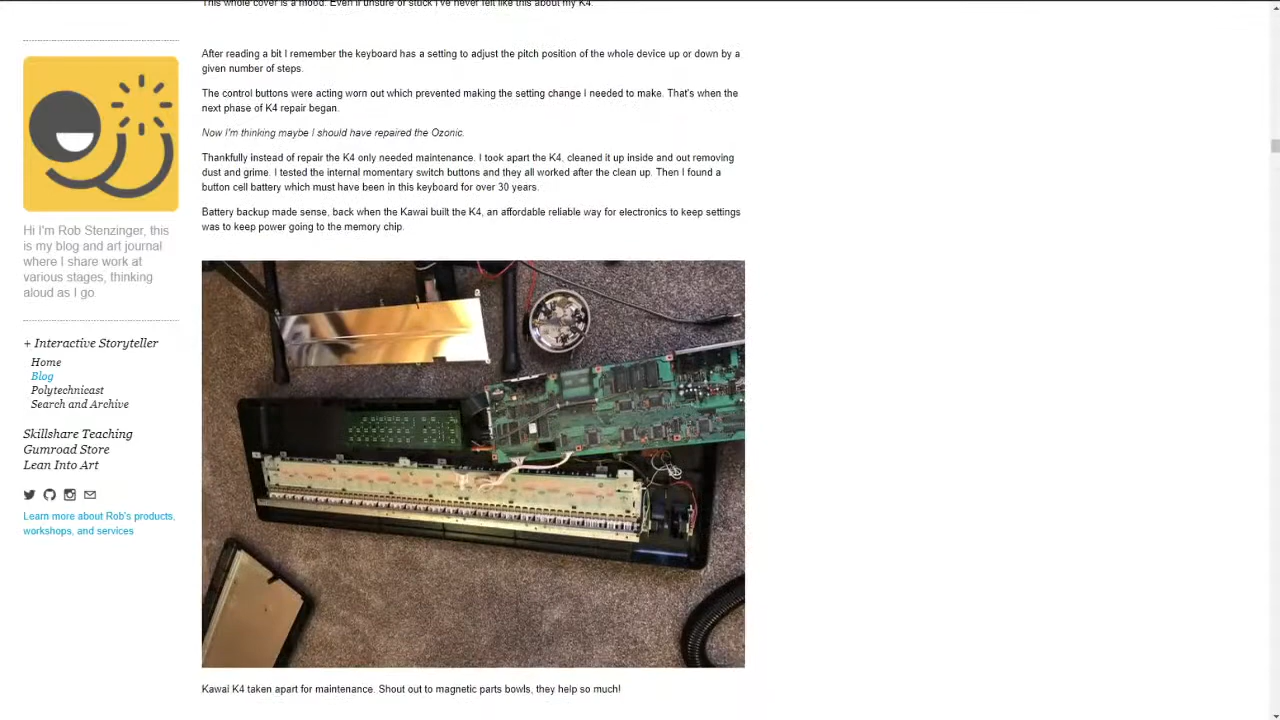 This whole cover is a mood. Even if unsure or stuck I've never felt like this about my K4.
After reading a bit I remember the keyboard has a setting to adjust the pitch position of the whole device up or down by a
given number of steps.
The control buttons were acting worn out which prevented making the setting change I needed to make. That's when the
next phase of K4 repair began.
Now I'm thinking maybe I should have repaired the Ozonic.
Thankfully instead of repair the K4 only needed maintenance. I took apart the K4, cleaned it up inside and out removing
dust and grime. I tested the internal momentary switch buttons and they all worked after the clean up. Then I found a
button cell battery which must have been in this keyboard for over 30 years.
Battery backup made sense, back when the Kawai built the K4, an affordable reliable way for electronics to keep settings
was to keep power going to the memory chip.
Kawai K4 taken apart for maintenance. Shout out to magnetic parts bowls, they help so much!
Hi I'm Rob Stenzinger, this
is my blog and art journal
where I share work at
various stages, thinking
aloud as I go.
+ Interactive Storyteller
Home
Blog
Polytechnicast
Search and Archive
Skillshare Teaching
Gumroad Store
Lean Into Art
Learn more about Rob's products,
workshops, and services